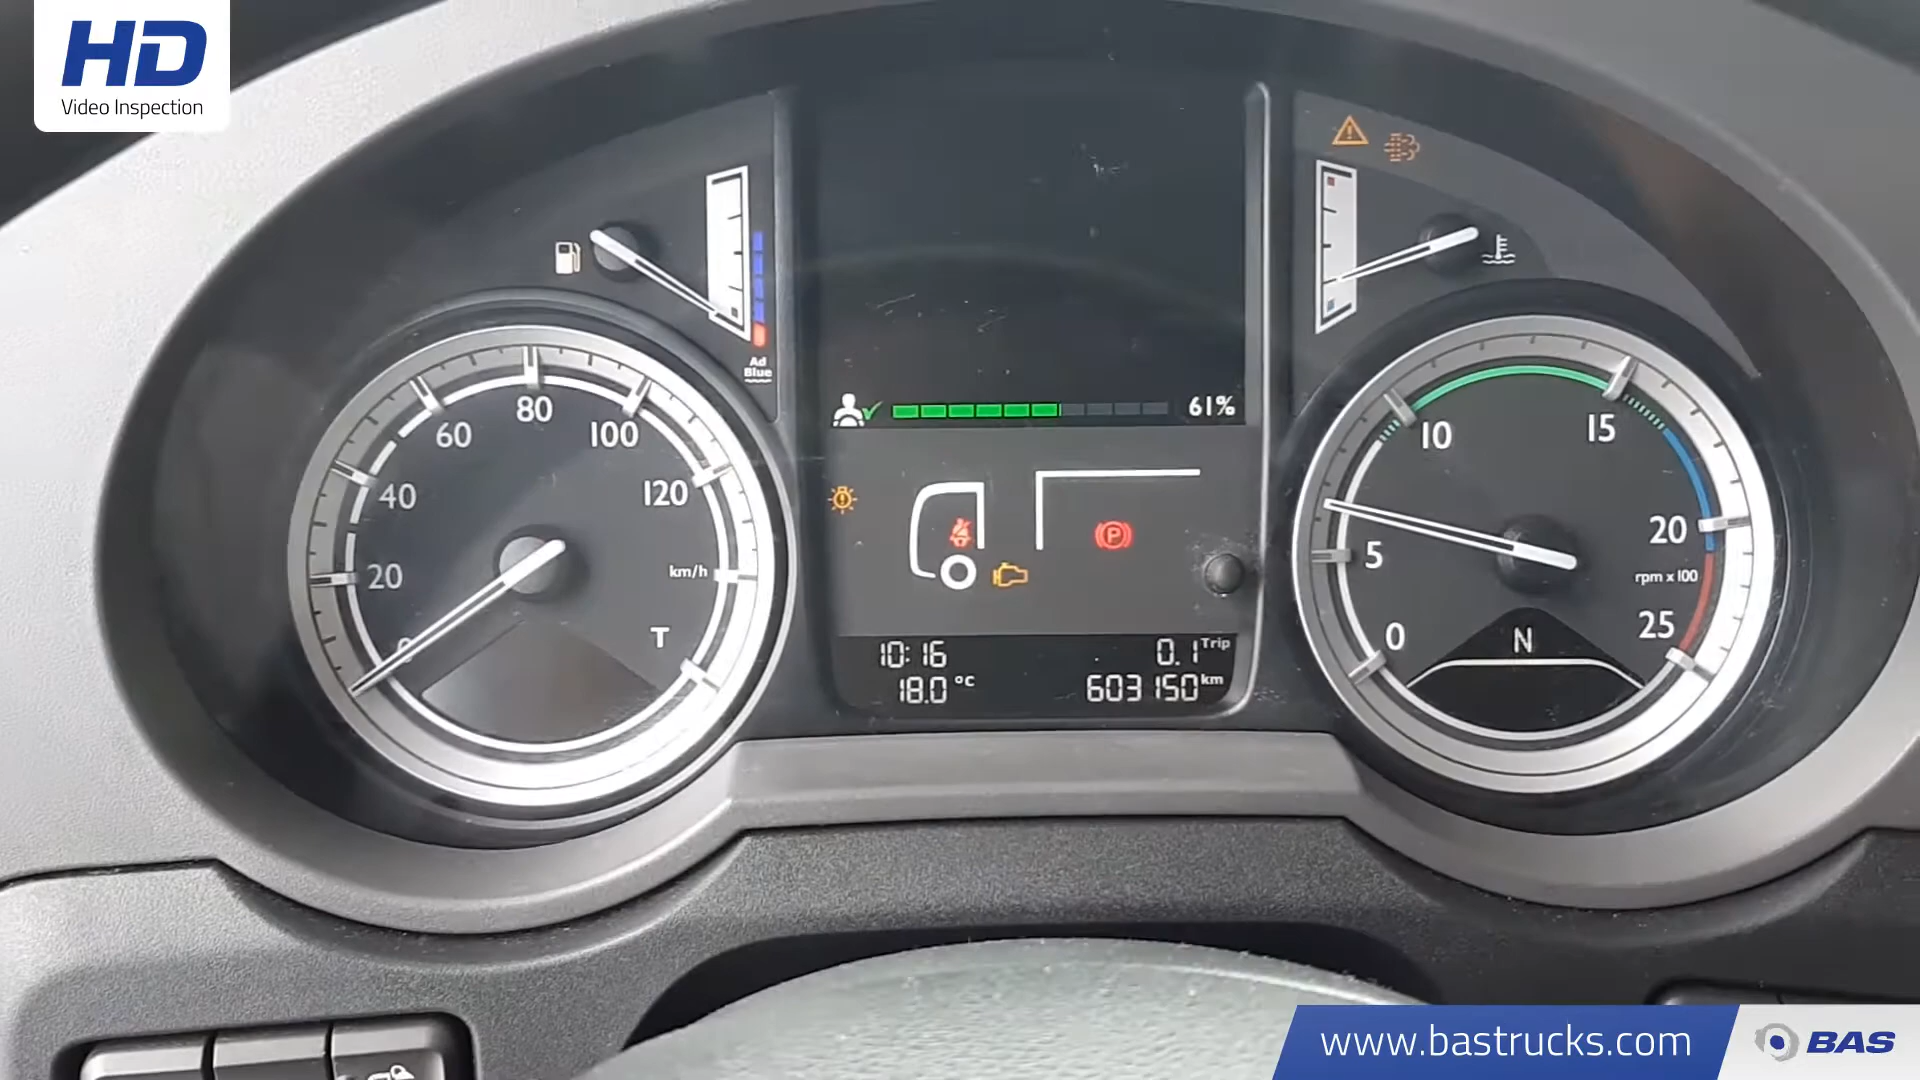 HD
Video Inspection
Ad
Blue
0
20
40
60
80
100
120
km/h
T
61%
P
10:16
0.1 Trip
18.0 °C
603150 km
0
5
10
15
20
25
rpm x 100
N
www.bastrucks.com
BAS